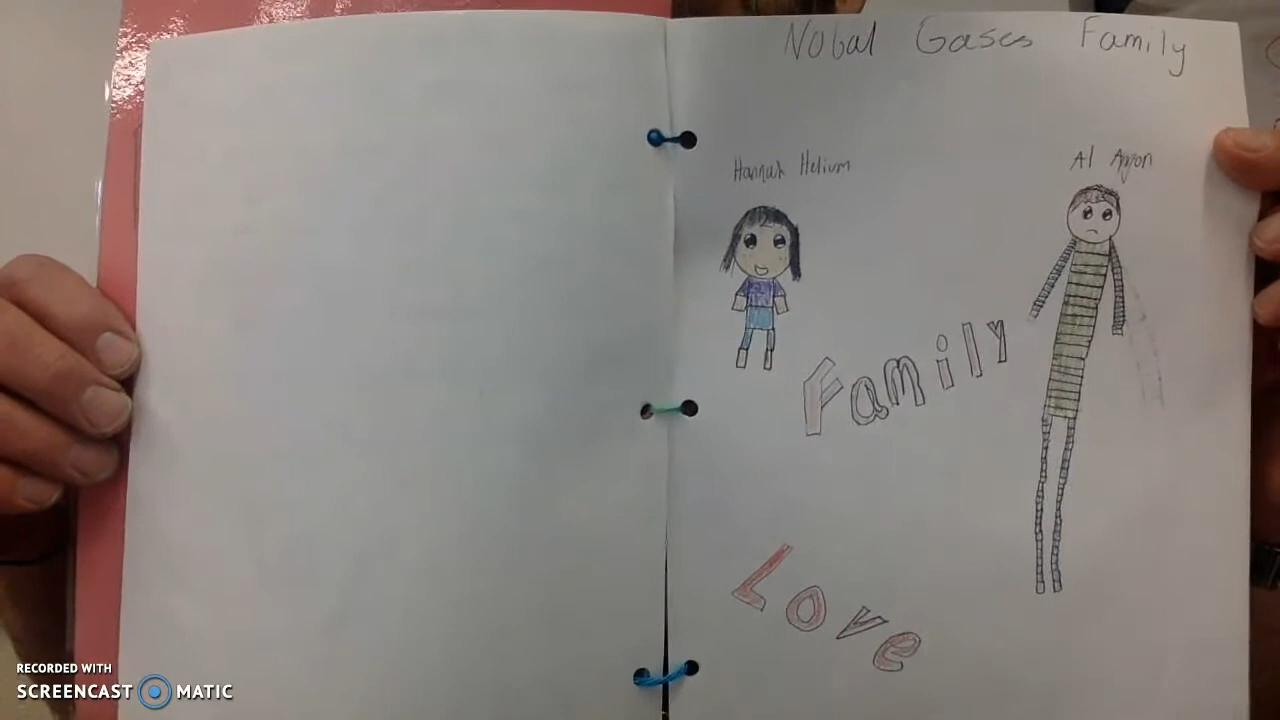 Nobal Gases Family
Hannah Helium
Al Argon
Family
Love
RECORDED WITH
SCREENCAST MATIC